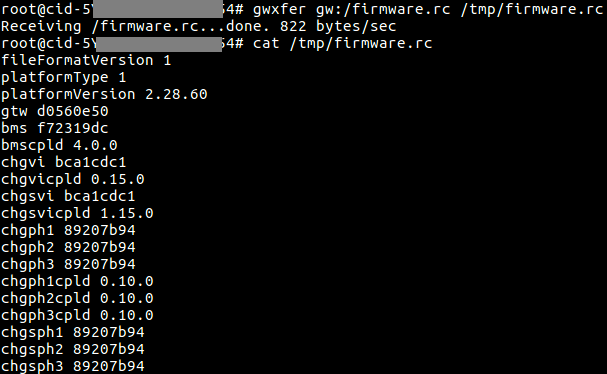 root@cid-5Y 54# gwxfer gw:/firmware.rc /tmp/firmware.rc
Receiving /firmware.rc...done. 822 bytes/sec
root@cid-5Y 54# cat /tmp/firmware.rc
fileFormatVersion 1
platformType 1
platformVersion 2.28.60
gtw d0560e50
bms f72319dc
bmscpld 4.0.0
chgvi bca1cdc1
chgvicpld 0.15.0
chgsvi bca1cdc1
chgsvicpld 1.15.0
chgph1 89207b94
chgph2 89207b94
chgph3 89207b94
chgph1cpld 0.10.0
chgph2cpld 0.10.0
chgph3cpld 0.10.0
chgsph1 89207b94
chgsph2 89207b94
chgsph3 89207b94